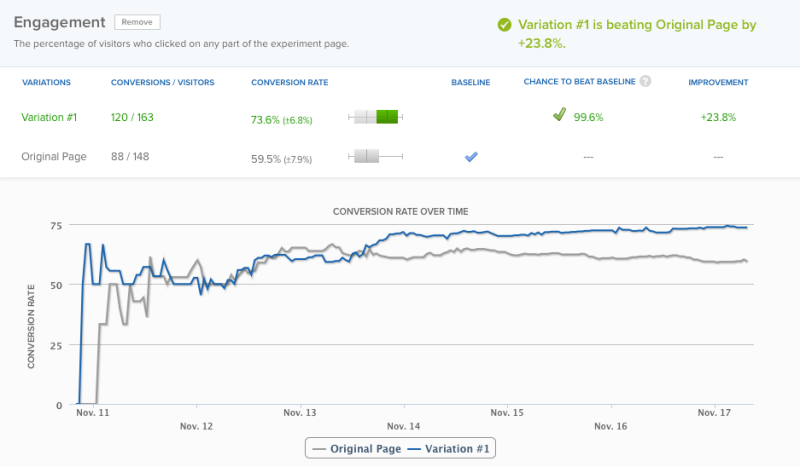 Engagement Remove
The percentage of visitors who clicked on any part of the experiment page.
Variation #1 is beating Original Page by
+23.8%.
VARIATIONS CONVERSIONS / VISITORS CONVERSION RATE BASELINE CHANCE TO BEAT BASELINE ? IMPROVEMENT
Variation #1 120 / 163 73.6% (±6.8%) 99.6% +23.8%
Original Page 88 / 148 59.5% (±7.9%) --- ---
CONVERSION RATE OVER TIME
CONVERSION RATE
75
50
25
0
Nov. 11 Nov. 12 Nov. 13 Nov. 14 Nov. 15 Nov. 16 Nov. 17
Original Page Variation #1